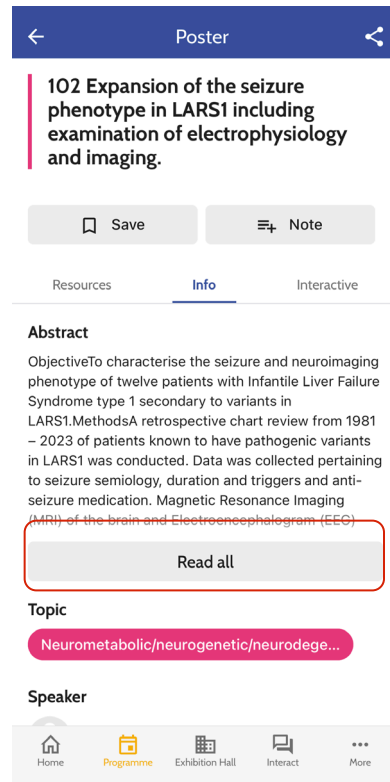 Poster
102 Expansion of the seizure
phenotype in LARS1 including
examination of electrophysiology
and imaging.
Save
Note
Resources
Info
Interactive
Abstract
ObjectiveTo characterise the seizure and neuroimaging
phenotype of twelve patients with Infantile Liver Failure
Syndrome type 1 secondary to variants in
LARS1.MethodsA retrospective chart review from 1981
– 2023 of patients known to have pathogenic variants
in LARS1 was conducted. Data was collected pertaining
to seizure semiology, duration and triggers and anti-
seizure medication. Magnetic Resonance Imaging
(MRI) of the brain and Electroencephalogram (EEG)
Read all
Topic
Neurometabolic/neurogenetic/neurodege...
Speaker
Home
Programme
Exhibition Hall
Interact
More